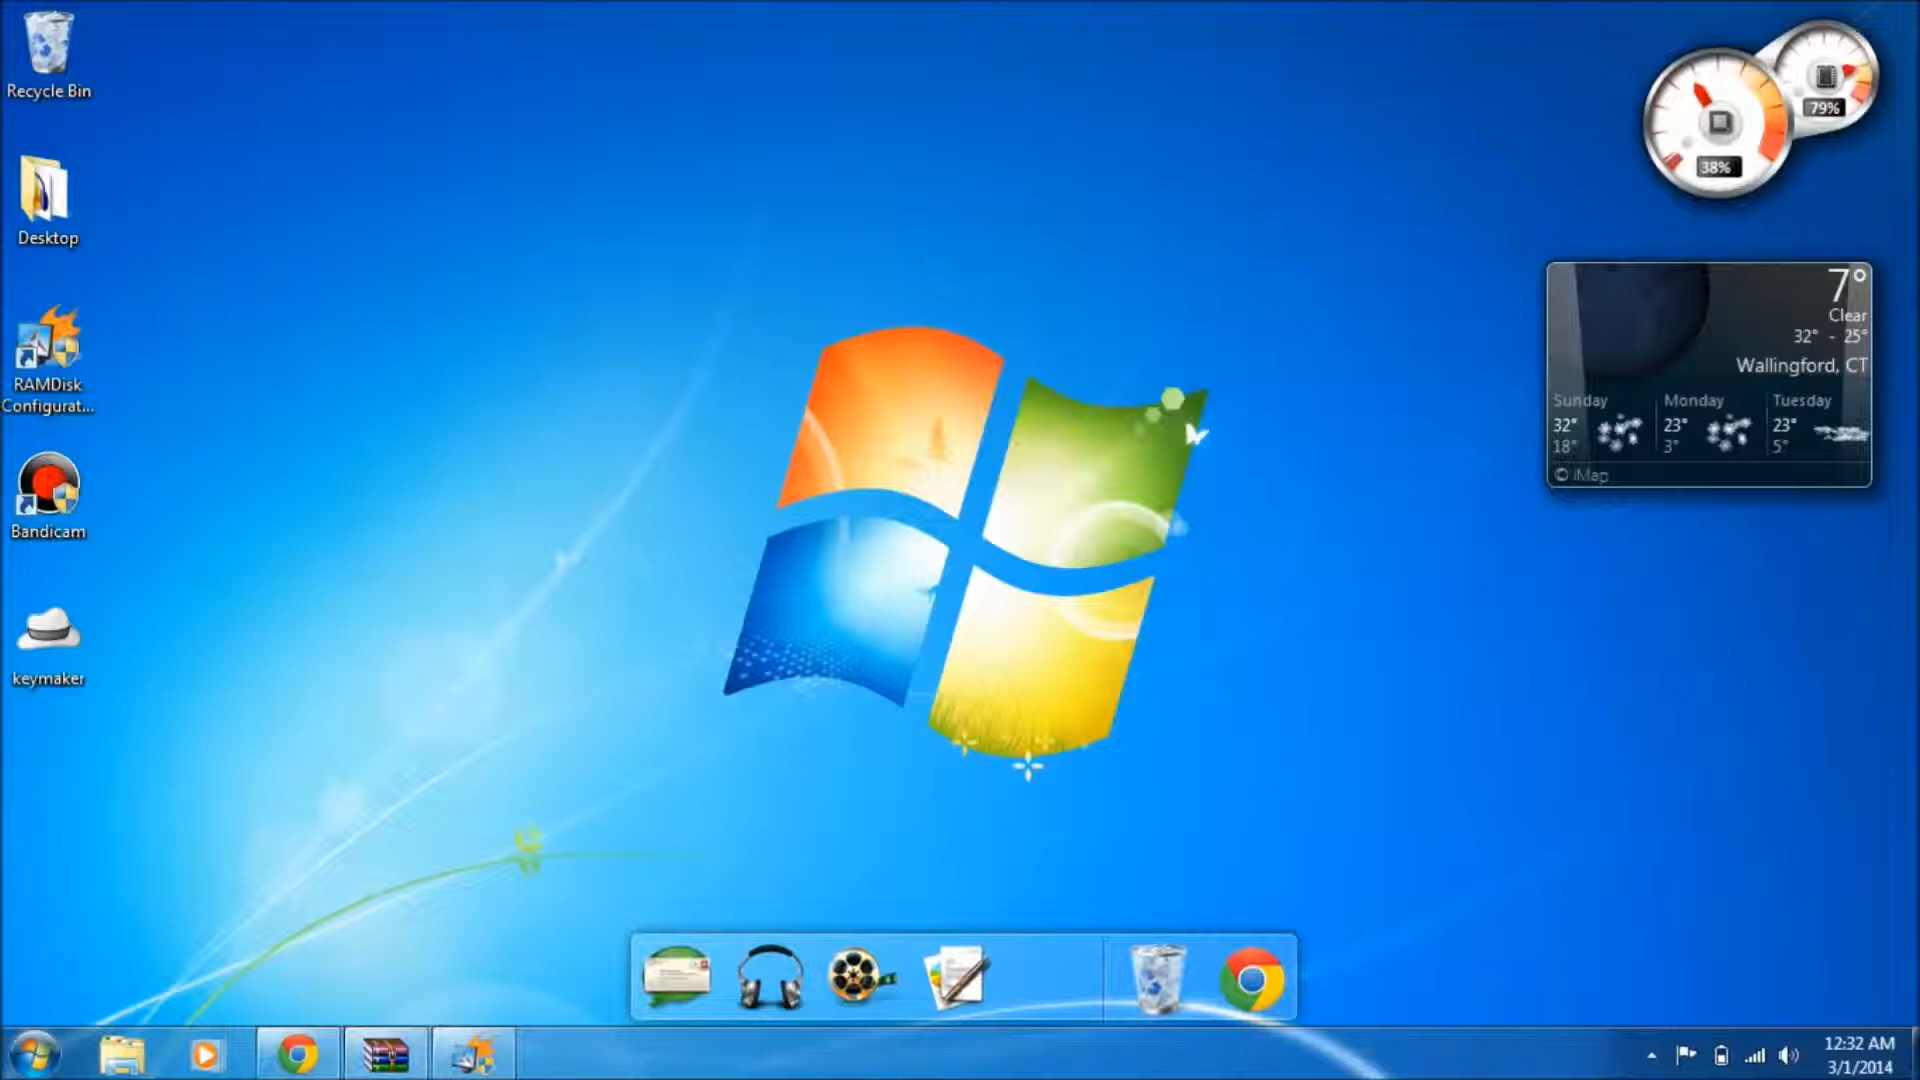 Recycle Bin
Desktop
RAMDisk
Configurat...
Bandicam
keymaker
79%
38%
7°
Clear
32° - 25°
Wallingford, CT
Sunday Monday Tuesday
32° 23° 23°
18° 3° 5°
© iMap
12:32 AM
3/1/2014